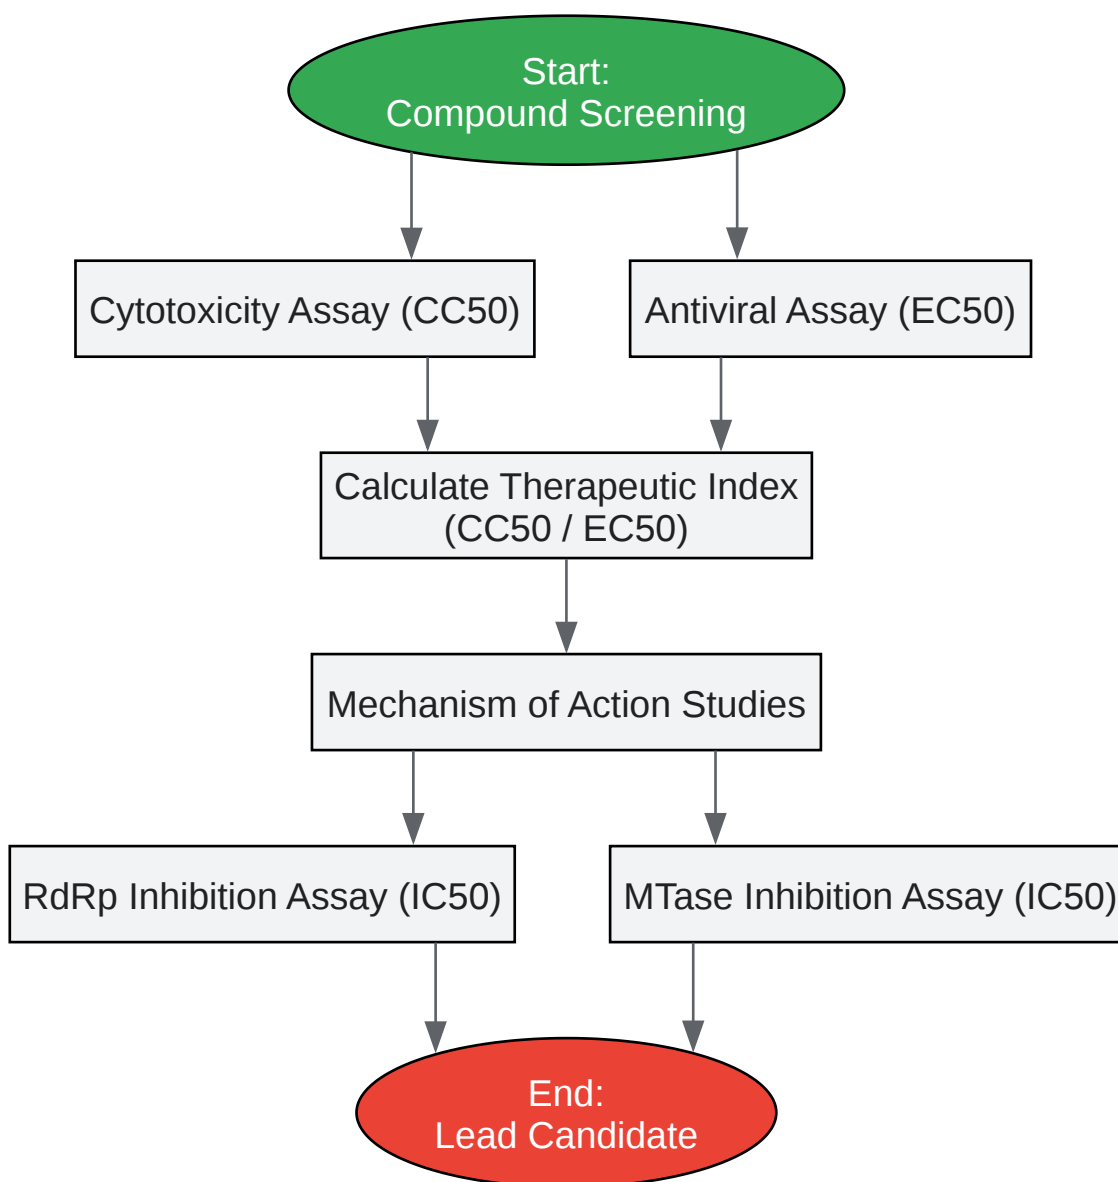 Start:
Compound Screening
Cytotoxicity Assay (CC50)
Antiviral Assay (EC50)
Calculate Therapeutic Index
(CC50 / EC50)
Mechanism of Action Studies
RdRp Inhibition Assay (IC50)
MTase Inhibition Assay (IC50)
End:
Lead Candidate